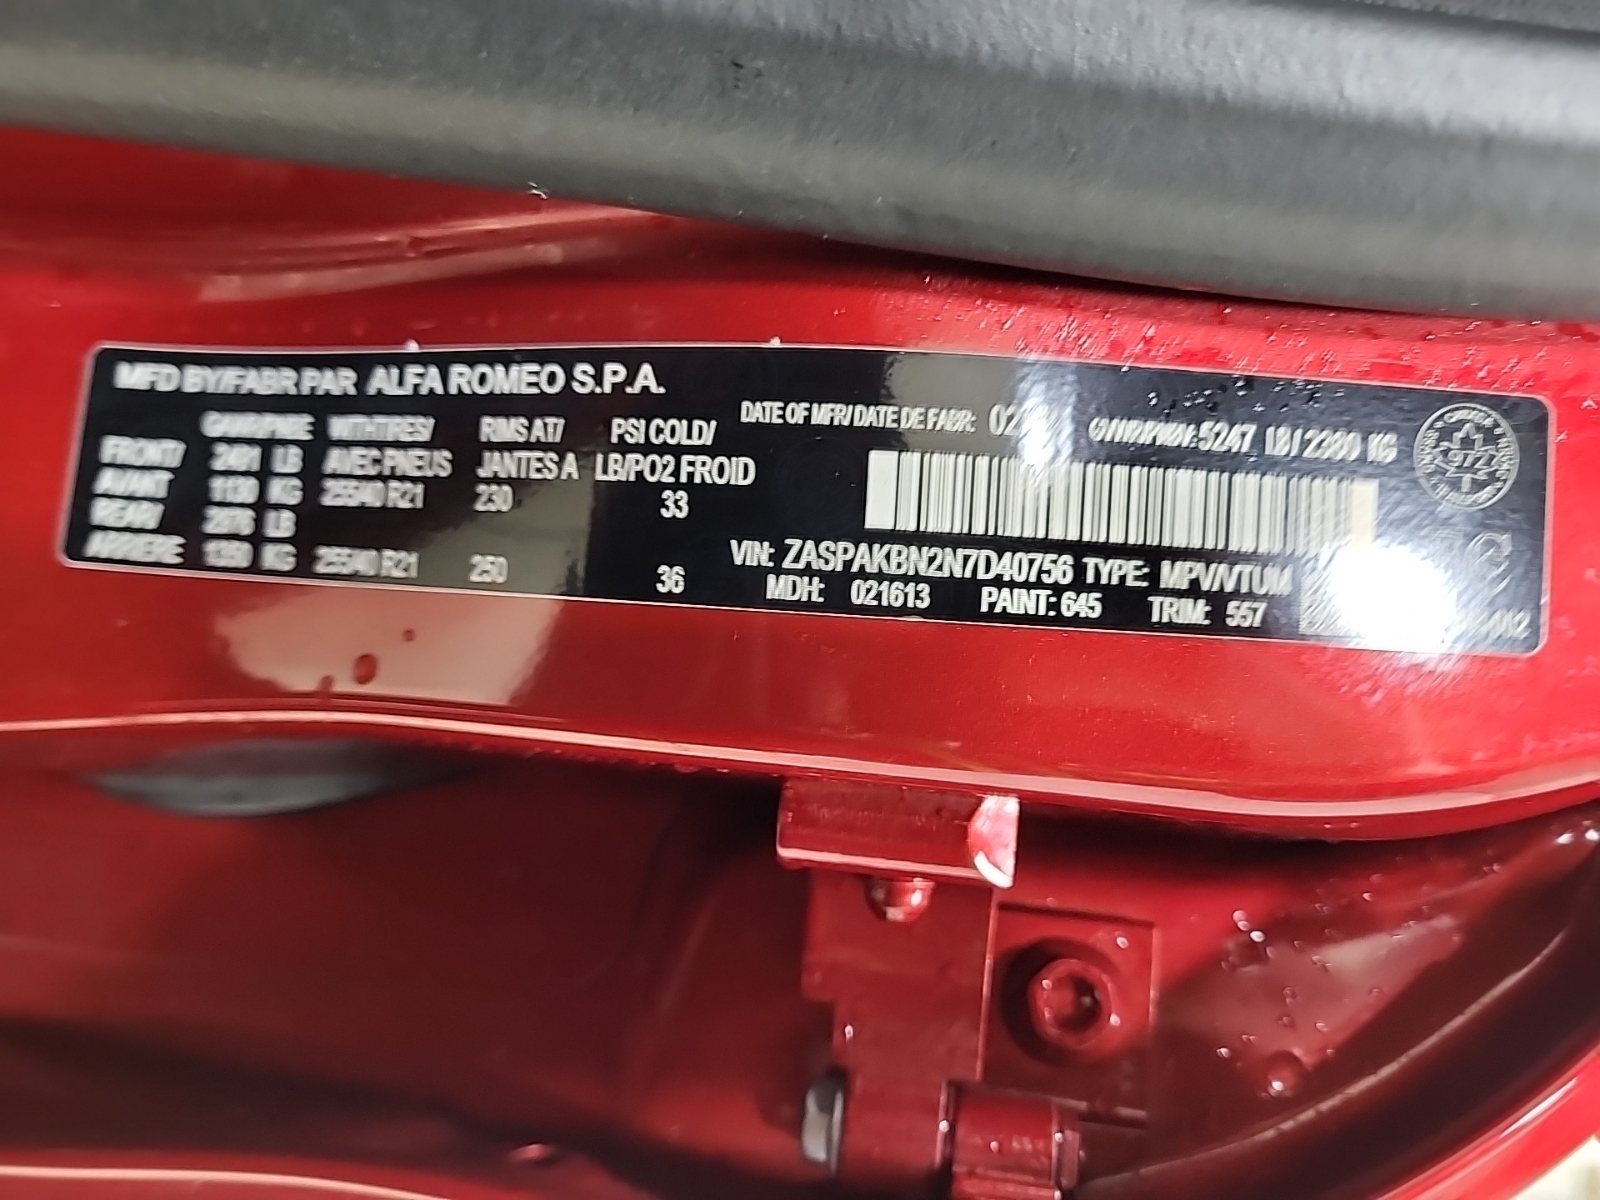 MFD BY/FABR PAR ALFA ROMEO S.P.A.
DATE OF MFR/DATE DE FABR: GVWR/PNBV: 5247 LB / 2380 KG
GAWR/PNBE WITH TIRES/ RIMS AT/ PSI COLD/
FRONT/ 2491 LB AVEC PNEUS JANTES A LB/PO2 FROID
AVANT 1130 KG 255/40 R21 230 33
REAR/ 2976 LB
ARRIERE 1350 KG 255/40 R21 250 36
VIN: ZASPAKBN2N7D40756 TYPE: MPV/VTUM
MDH: 021613 PAINT: 645 TRIM: 557